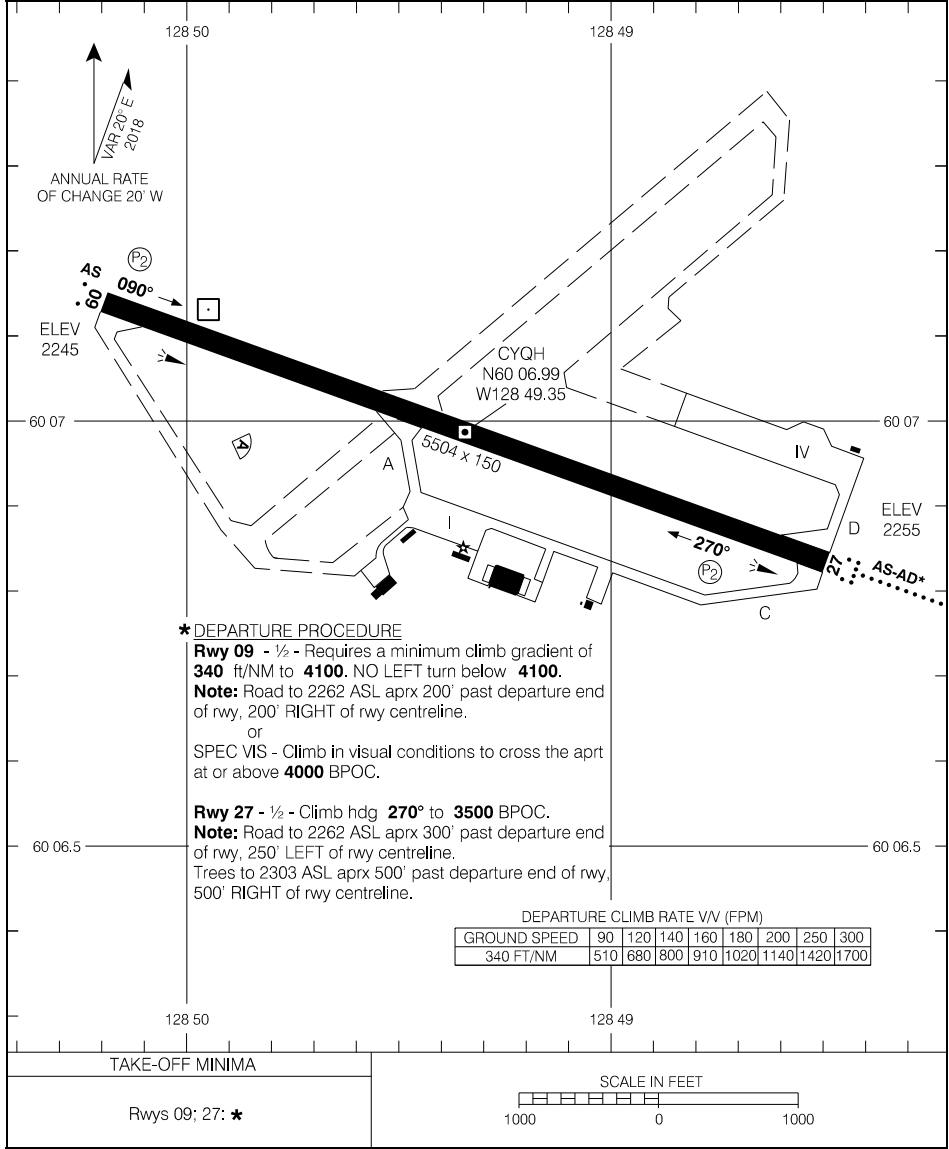 128 50
128 49
VAR 20° E
2018
ANNUAL RATE
OF CHANGE 20' W
P2
AS
090°
09
ELEV
2245
CYQH
N60 06.99
W128 49.35
60 07
60 07
5504 x 150
A
A
I
IV
D
ELEV
2255
270°
P2
27
AS-AD*
C
* DEPARTURE PROCEDURE
Rwy 09 - ½ - Requires a minimum climb gradient of
340 ft/NM to 4100. NO LEFT turn below 4100.
Note: Road to 2262 ASL aprx 200' past departure end
of rwy, 200' RIGHT of rwy centreline.
or
SPEC VIS - Climb in visual conditions to cross the aprt
at or above 4000 BPOC.
Rwy 27 - ½ - Climb hdg 270° to 3500 BPOC.
Note: Road to 2262 ASL aprx 300' past departure end
of rwy, 250' LEFT of rwy centreline.
Trees to 2303 ASL aprx 500' past departure end of rwy,
500' RIGHT of rwy centreline.
60 06.5
60 06.5
DEPARTURE CLIMB RATE V/V (FPM)
GROUND SPEED 90 120 140 160 180 200 250 300
340 FT/NM 510 680 800 910 1020 1140 1420 1700
128 50
128 49
TAKE-OFF MINIMA
Rwys 09; 27: *
SCALE IN FEET
1000 0 1000